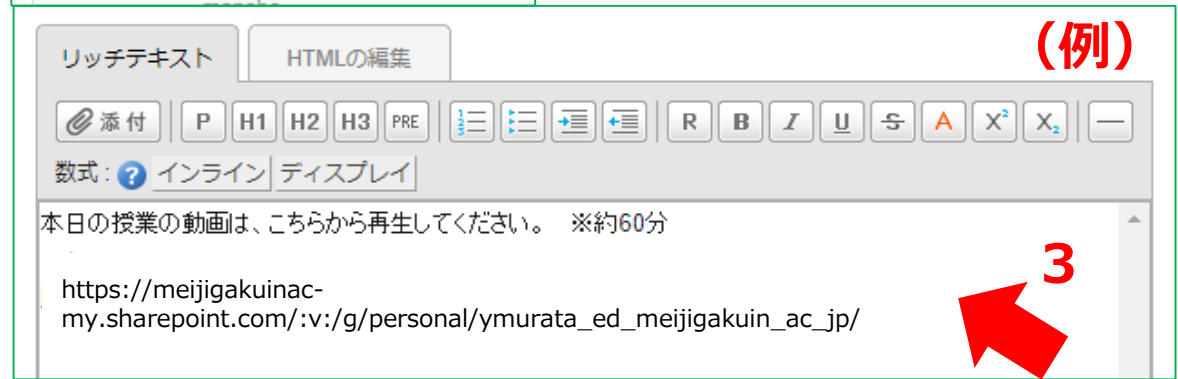 リッチテキスト HTMLの編集 (例)
添付 P H1 H2 H3 PRE R B I U S A X² X₂
数式: ? インライン ディスプレイ
本日の授業の動画は、こちらから再生してください。 ※約60分
3
https://meijigakuinac-
my.sharepoint.com/:v:/g/personal/ymurata_ed_meijigakuin_ac_jp/